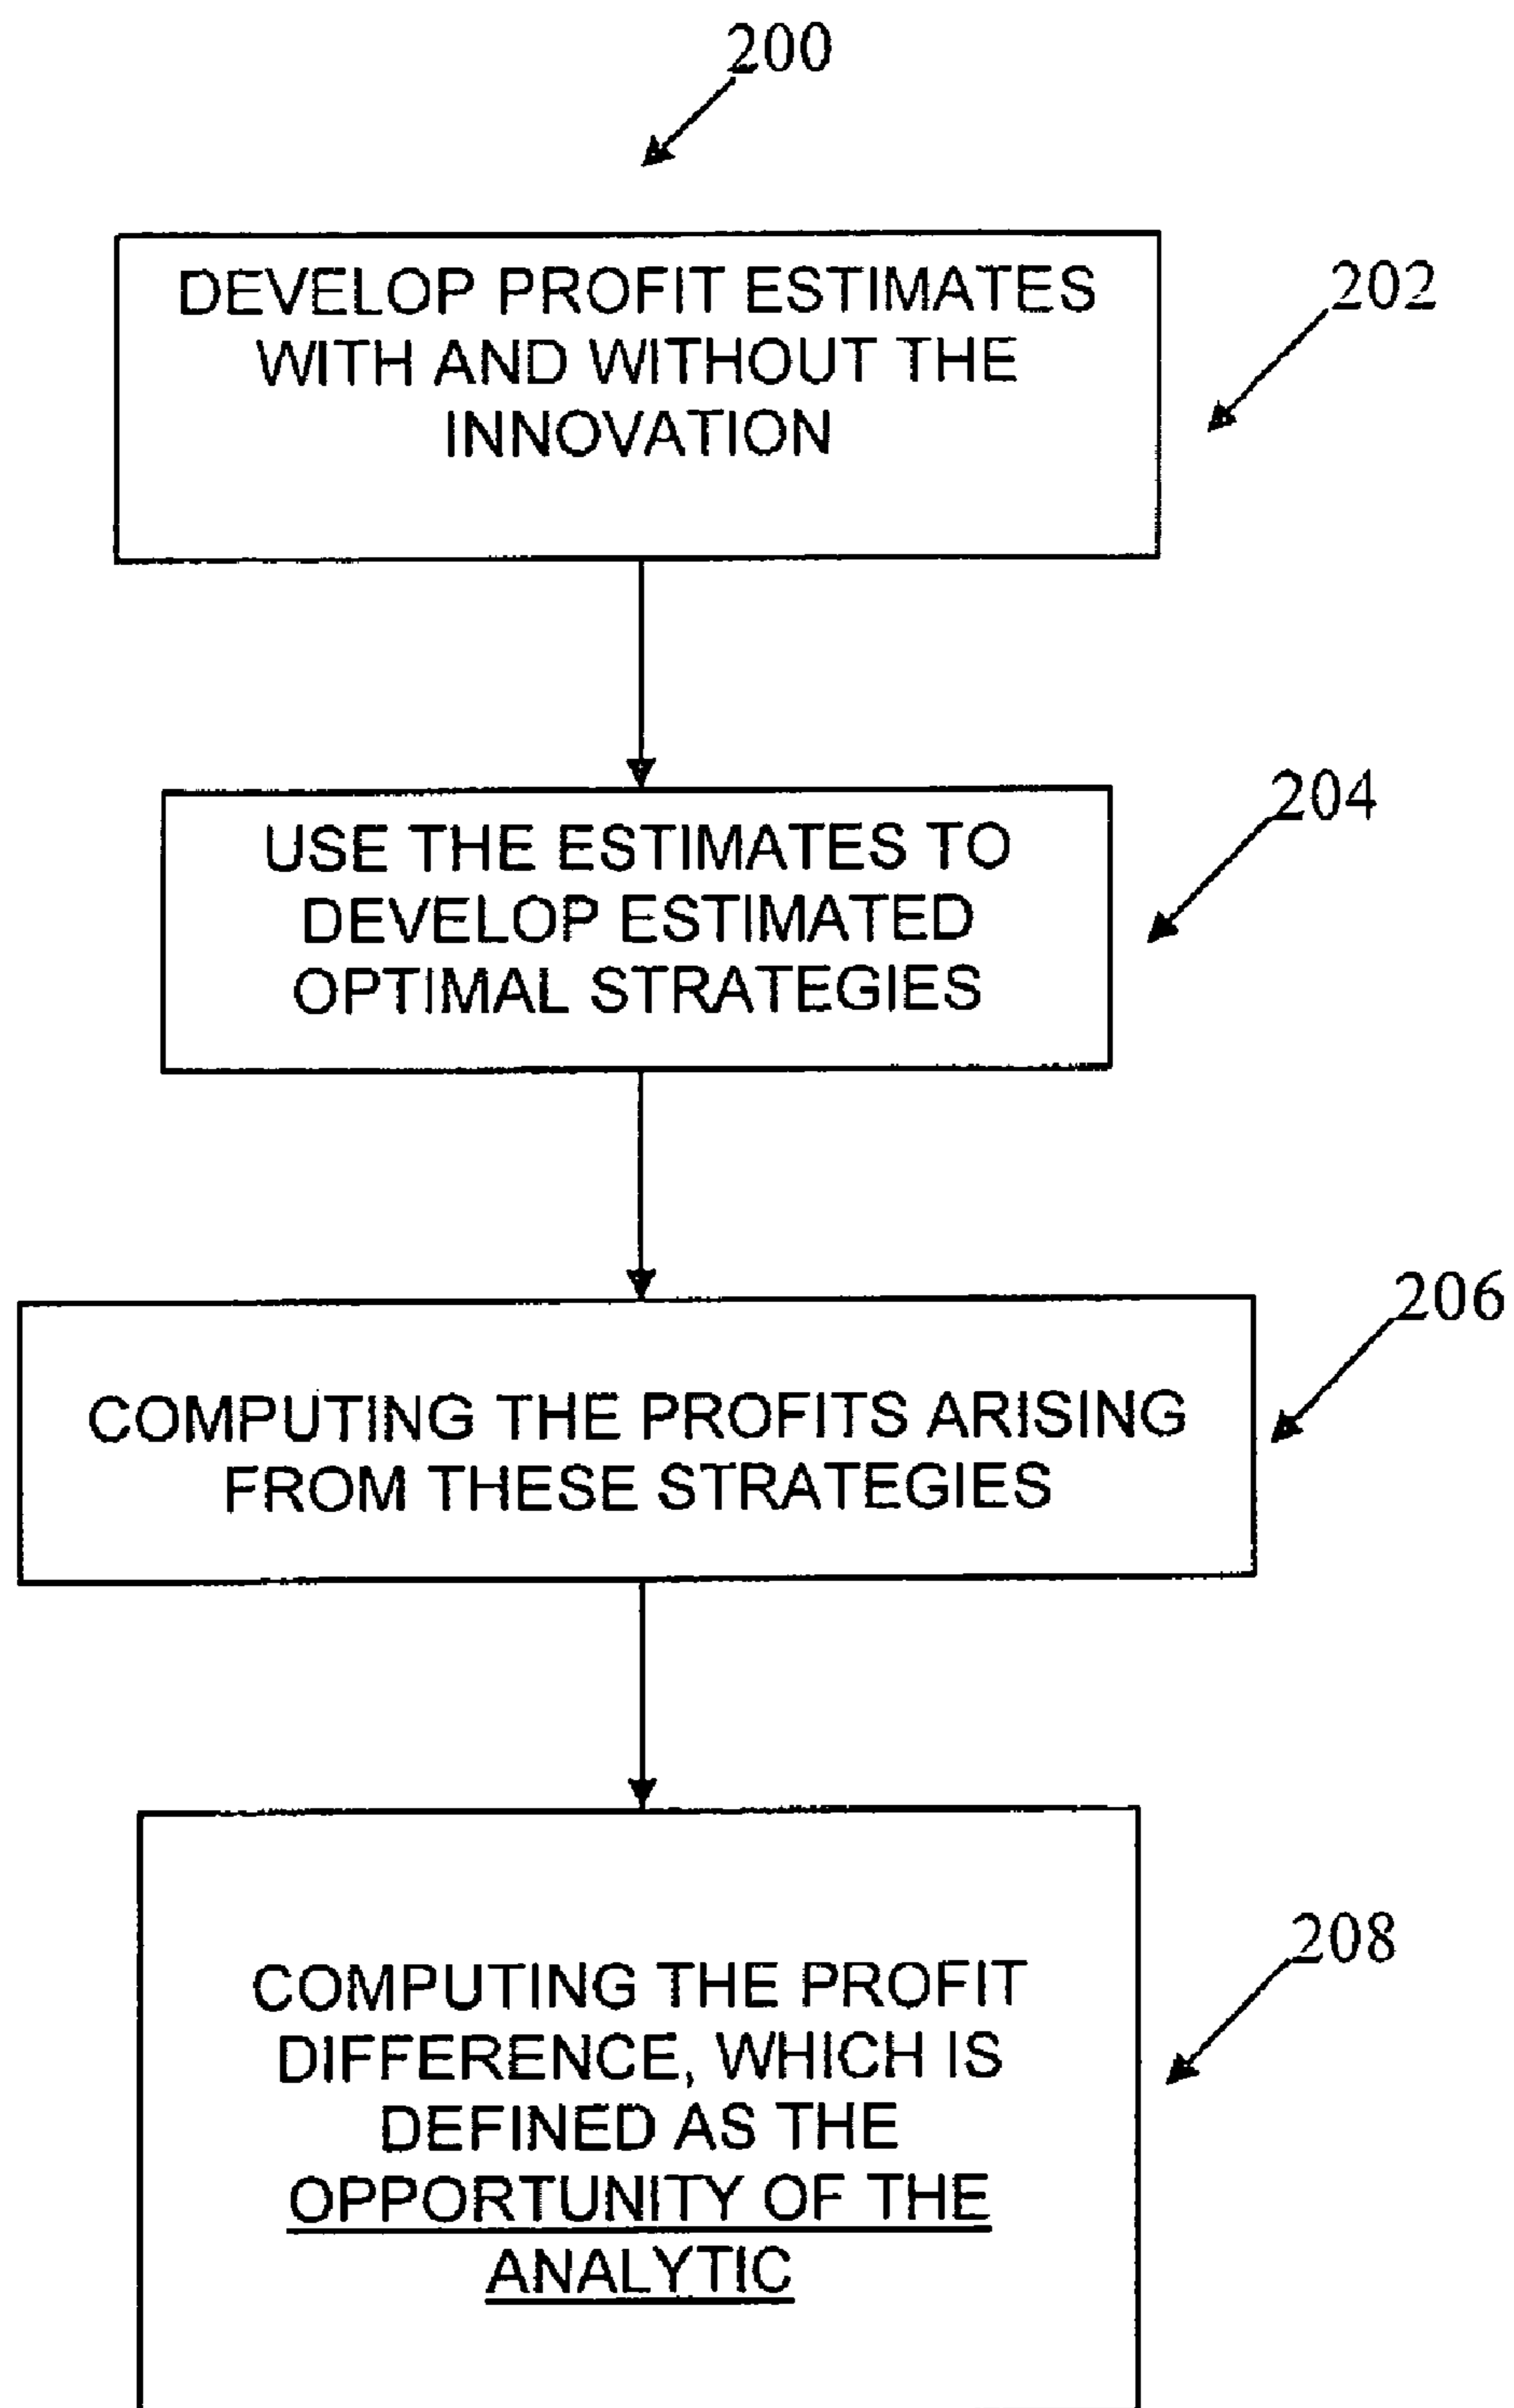 200
DEVELOP PROFIT ESTIMATES
WITH AND WITHOUT THE
INNOVATION
202
USE THE ESTIMATES TO
DEVELOP ESTIMATED
OPTIMAL STRATEGIES
204
COMPUTING THE PROFITS ARISING
FROM THESE STRATEGIES
206
COMPUTING THE PROFIT
DIFFERENCE, WHICH IS
DEFINED AS THE
OPPORTUNITY OF THE
ANALYTIC
208